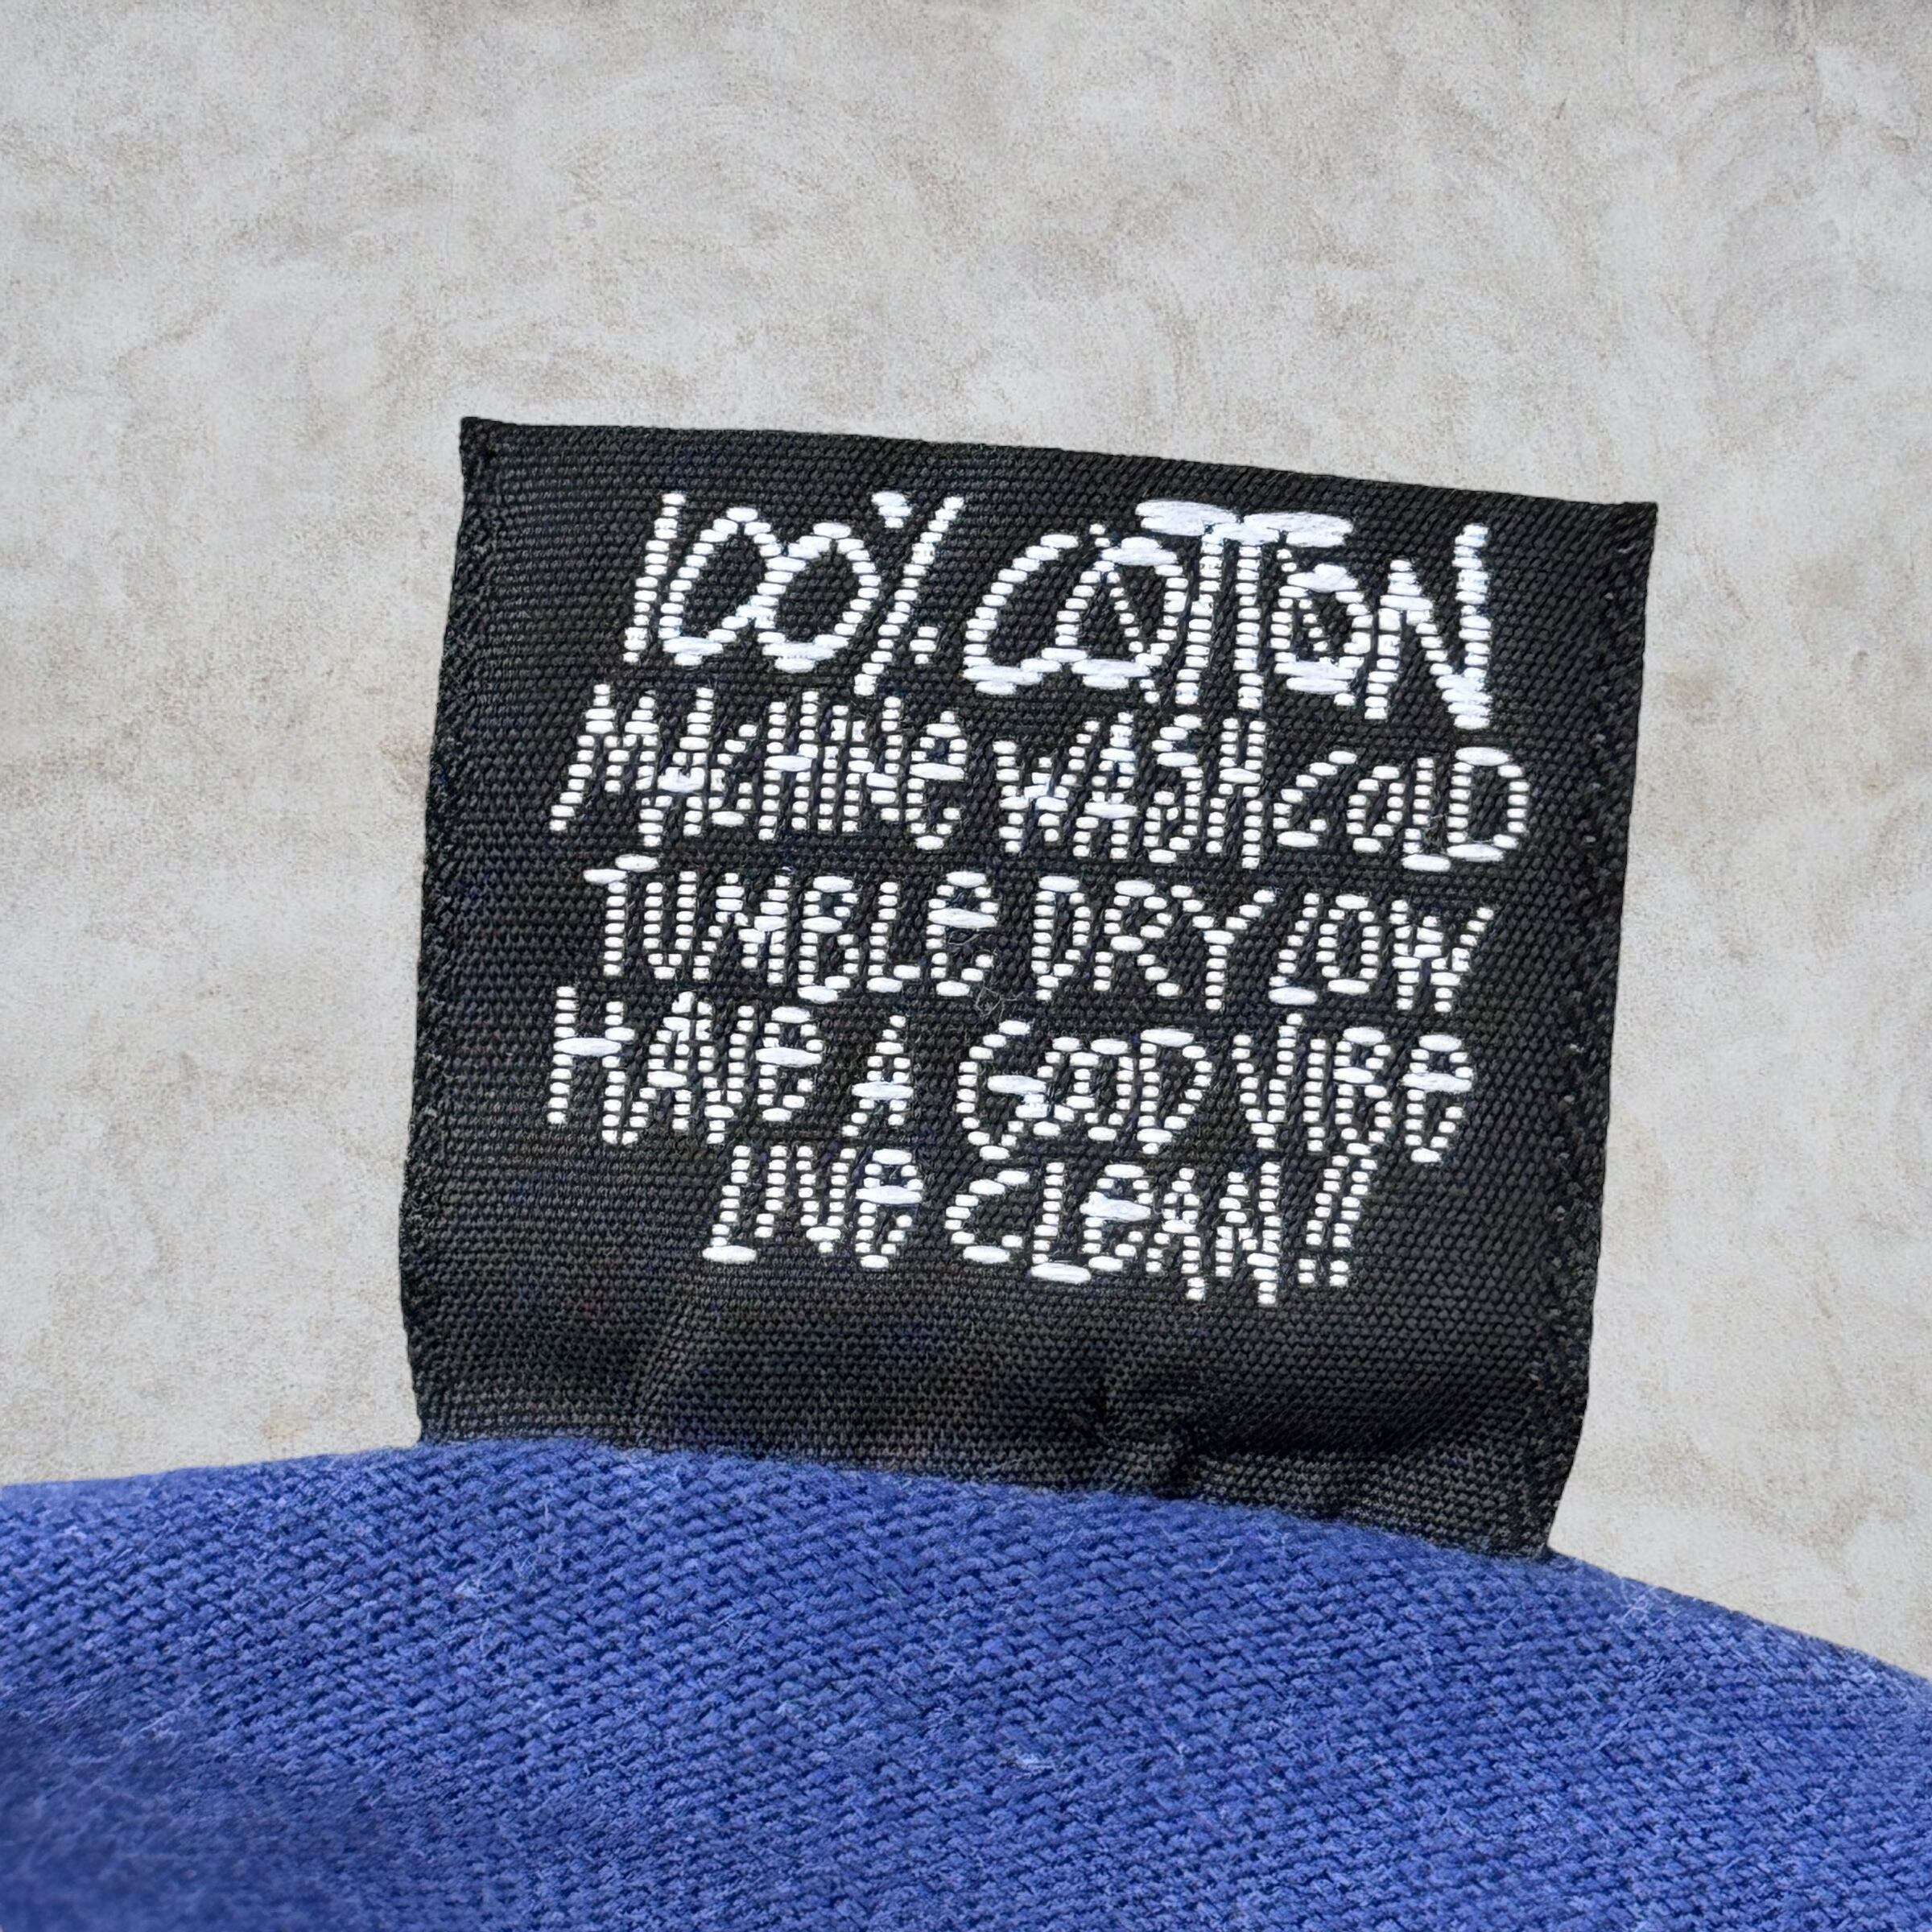 100% COTTON
MACHINE WASH COLD
TUMBLE DRY LOW
HAVE A GOOD VIBE
LIVE CLEAN!!